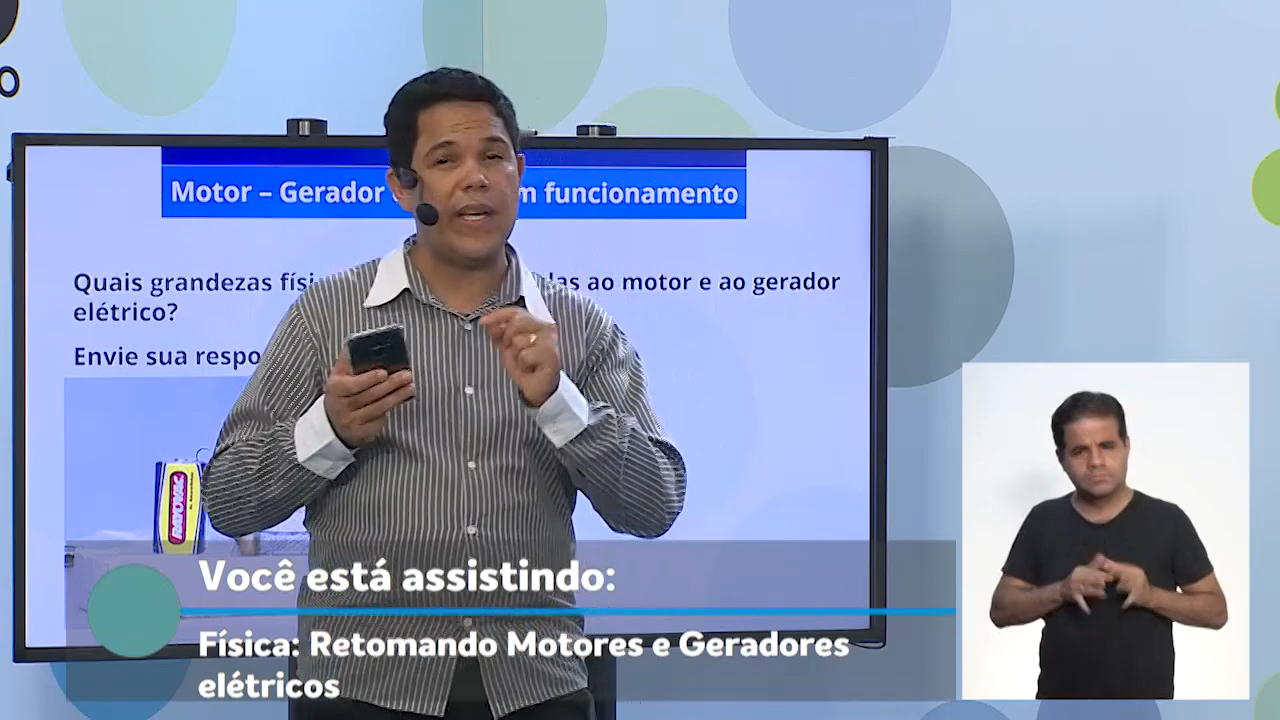 O
Motor – Gerador m funcionamento
Quais grandezas físi las ao motor e ao gerador
elétrico?
Envie sua respo
RAYOVAC
Você está assistindo:
Física: Retomando Motores e Geradores
elétricos